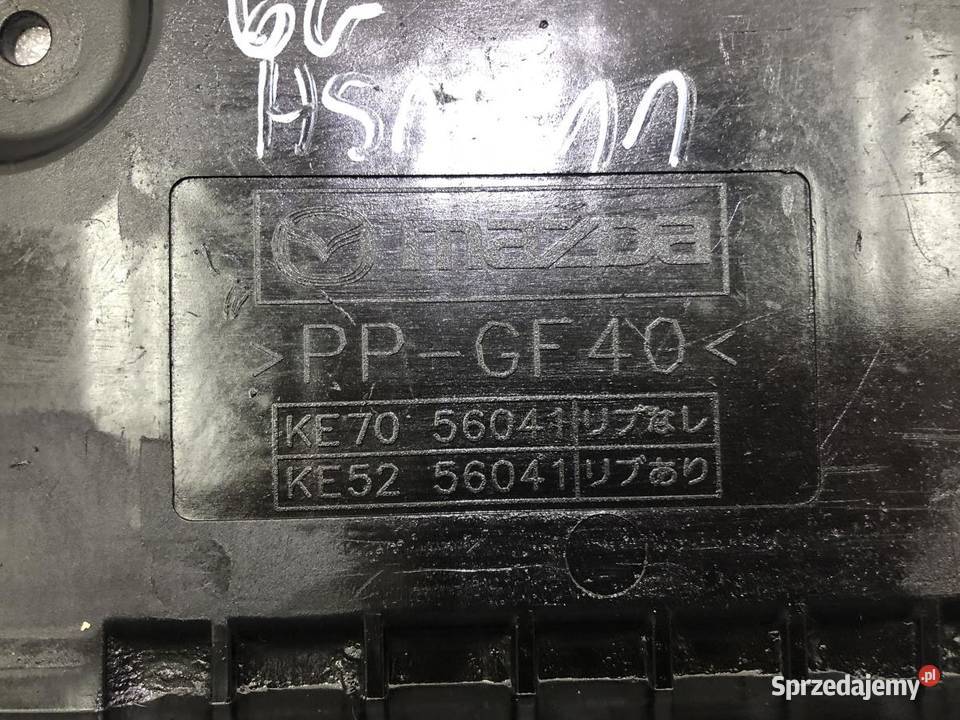 mazda
>PP-GF40<
KE70 56041 リブなし
KE52 56041 リブあり
Sprzedajemy.pl